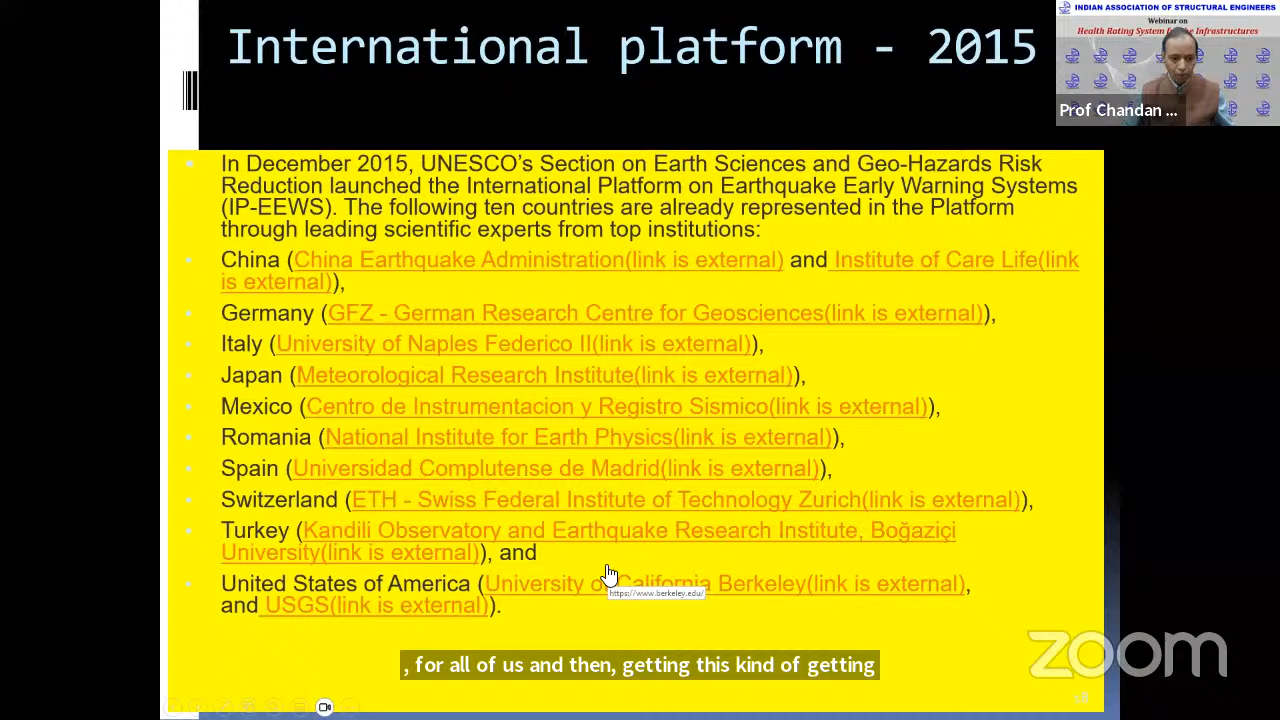 International platform - 2015
INDIAN ASSOCIATION OF STRUCTURAL ENGINEERS
Webinar on
Health Rating System Infrastructures
Prof Chandan ...
In December 2015, UNESCO's Section on Earth Sciences and Geo-Hazards Risk
Reduction launched the International Platform on Earthquake Early Warning Systems
(IP-EEWS). The following ten countries are already represented in the Platform
through leading scientific experts from top institutions:
China (China Earthquake Administration(link is external) and Institute of Care Life(link
is external)),
Germany (GFZ - German Research Centre for Geosciences(link is external)),
Italy (University of Naples Federico II(link is external)),
Japan (Meteorological Research Institute(link is external)),
Mexico (Centro de Instrumentacion y Registro Sismico(link is external)),
Romania (National Institute for Earth Physics(link is external)),
Spain (Universidad Complutense de Madrid(link is external)),
Switzerland (ETH - Swiss Federal Institute of Technology Zurich(link is external)),
Turkey (Kandili Observatory and Earthquake Research Institute, Boğaziçi
University(link is external)), and
United States of America (University of California Berkeley(link is external),
and USGS(link is external)).
https://www.berkeley.edu/
, for all of us and then, getting this kind of getting
zoom
18